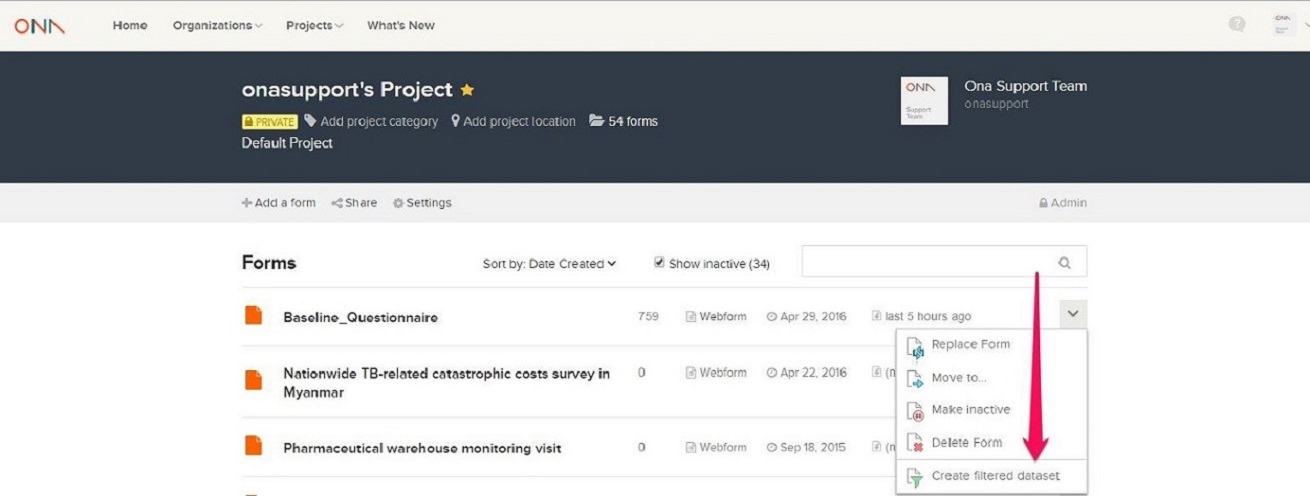 ONA Home Organizations Projects What's New
onasupport's Project
PRIVATE Add project category Add project location 54 forms
Default Project
ONA
Support
Team
Ona Support Team
onasupport
Add a form Share Settings Admin
Forms Sort by: Date Created Show inactive (34)
Baseline_Questionnaire 759 Webform Apr 29, 2016 last 5 hours ago
Nationwide TB-related catastrophic costs survey in
Myanmar
0 Webform Apr 22, 2016 (n
Pharmaceutical warehouse monitoring visit 0 Webform Sep 18, 2015 (n
Replace Form
Move to...
Make inactive
Delete Form
Create filtered dataset